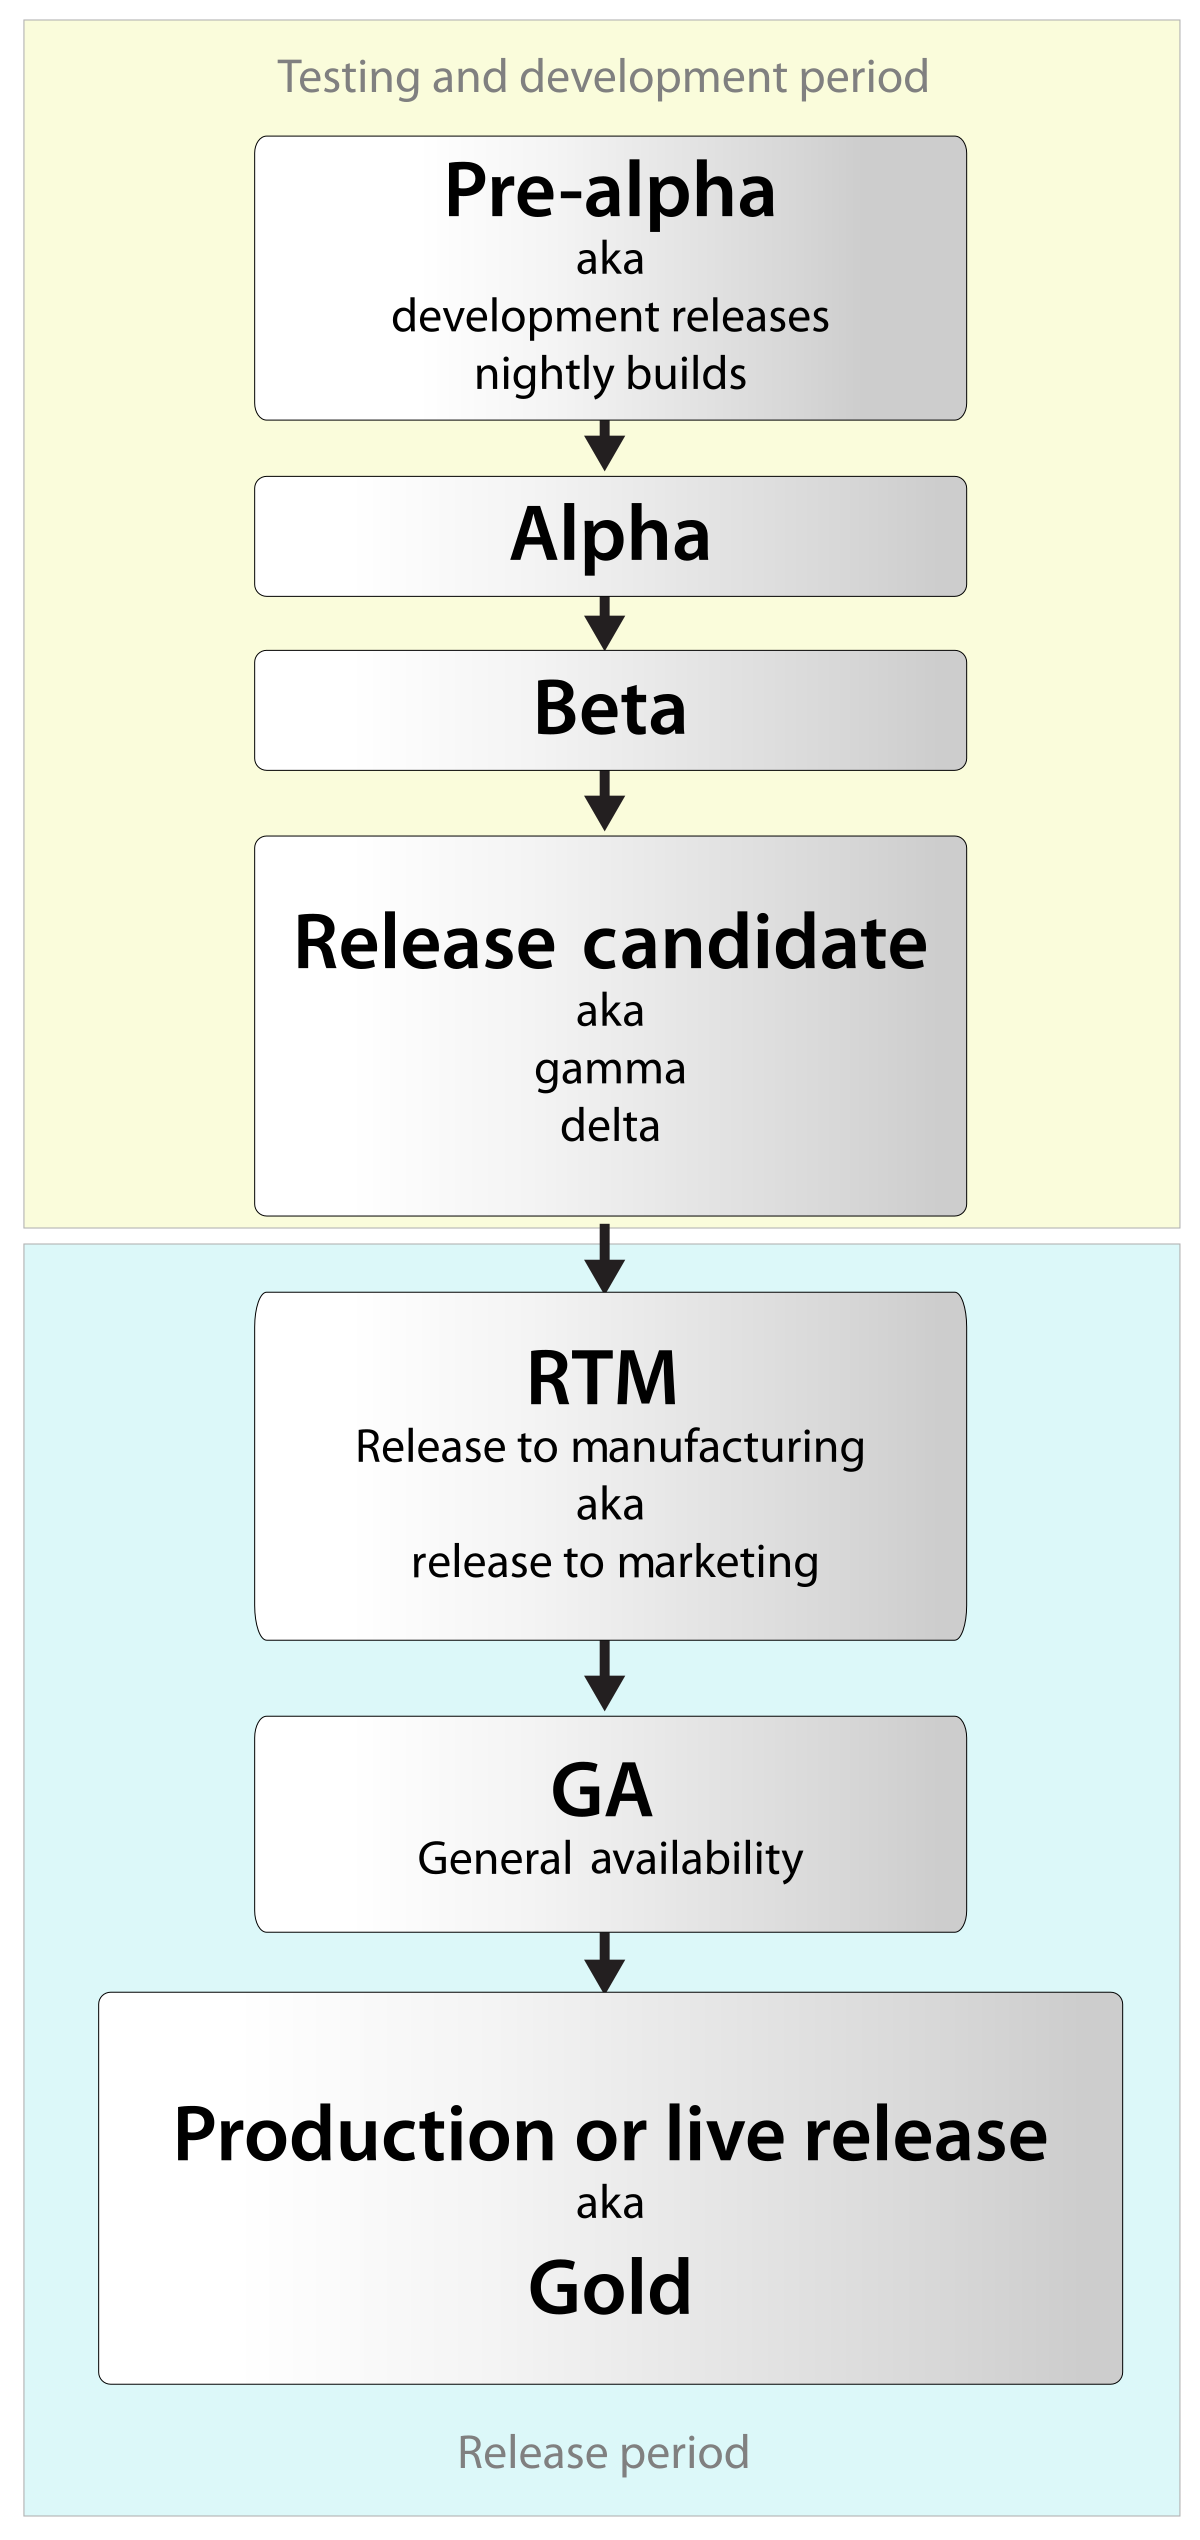 Testing and development period
Pre-alpha
aka
development releases
nightly builds
Alpha
Beta
Release candidate
aka
gamma
delta
RTM
Release to manufacturing
aka
release to marketing
GA
General availability
Production or live release
aka
Gold
Release period